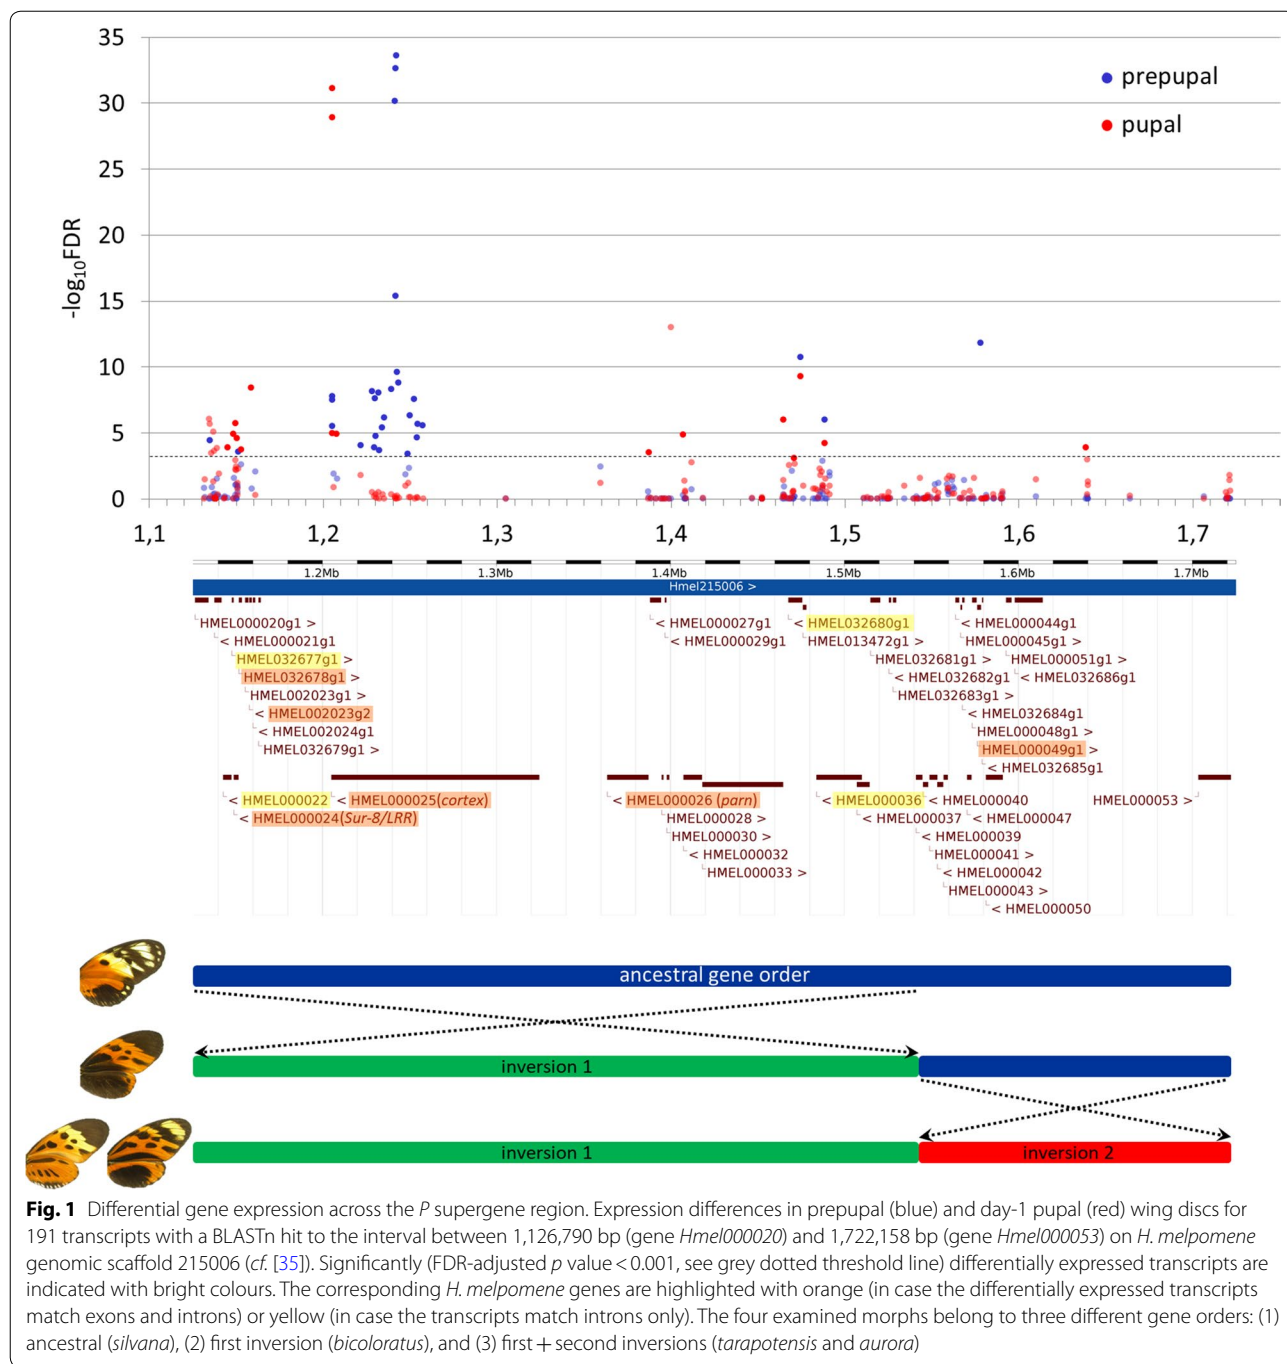 35
30
25
20
15
10
5
0
-log10FDR
prepupal
pupal
1,1 1,2 1,3 1,4 1,5 1,6 1,7
1.2Mb 1.3Mb 1.4Mb 1.5Mb 1.6Mb 1.7Mb
Hmel215006 >
HMEL000020g1 >
< HMEL000021g1
HMEL032677g1 >
HMEL032678g1 >
HMEL002023g1 >
< HMEL002023g2
< HMEL002024g1
HMEL032679g1 >
< HMEL000027g1
< HMEL000029g1
< HMEL032680g1
HMEL013472g1 >
HMEL032681g1 >
< HMEL032682g1
HMEL032683g1 >
< HMEL000044g1
HMEL000045g1 >
HMEL000051g1 >
< HMEL032686g1
< HMEL032684g1
HMEL000048g1 >
HMEL000049g1 >
< HMEL032685g1
< HMEL000022
< HMEL000025(cortex)
< HMEL000024(Sur-8/LRR)
< HMEL000026 (parn)
HMEL000028 >
HMEL000030 >
< HMEL000032
HMEL000033 >
< HMEL000036
< HMEL000037
< HMEL000040
< HMEL000047
< HMEL000039
HMEL000041 >
< HMEL000042
HMEL000043 >
< HMEL000050
HMEL000053 >
ancestral gene order
inversion 1
inversion 1
inversion 2
Fig. 1 Differential gene expression across the P supergene region. Expression differences in prepupal (blue) and day-1 pupal (red) wing discs for
191 transcripts with a BLASTn hit to the interval between 1,126,790 bp (gene Hmel000020) and 1,722,158 bp (gene Hmel000053) on H. melpomene
genomic scaffold 215006 (cf. [35]). Significantly (FDR-adjusted p value < 0.001, see grey dotted threshold line) differentially expressed transcripts are
indicated with bright colours. The corresponding H. melpomene genes are highlighted with orange (in case the differentially expressed transcripts
match exons and introns) or yellow (in case the transcripts match introns only). The four examined morphs belong to three different gene orders: (1)
ancestral (silvana), (2) first inversion (bicoloratus), and (3) first + second inversions (tarapotensis and aurora)